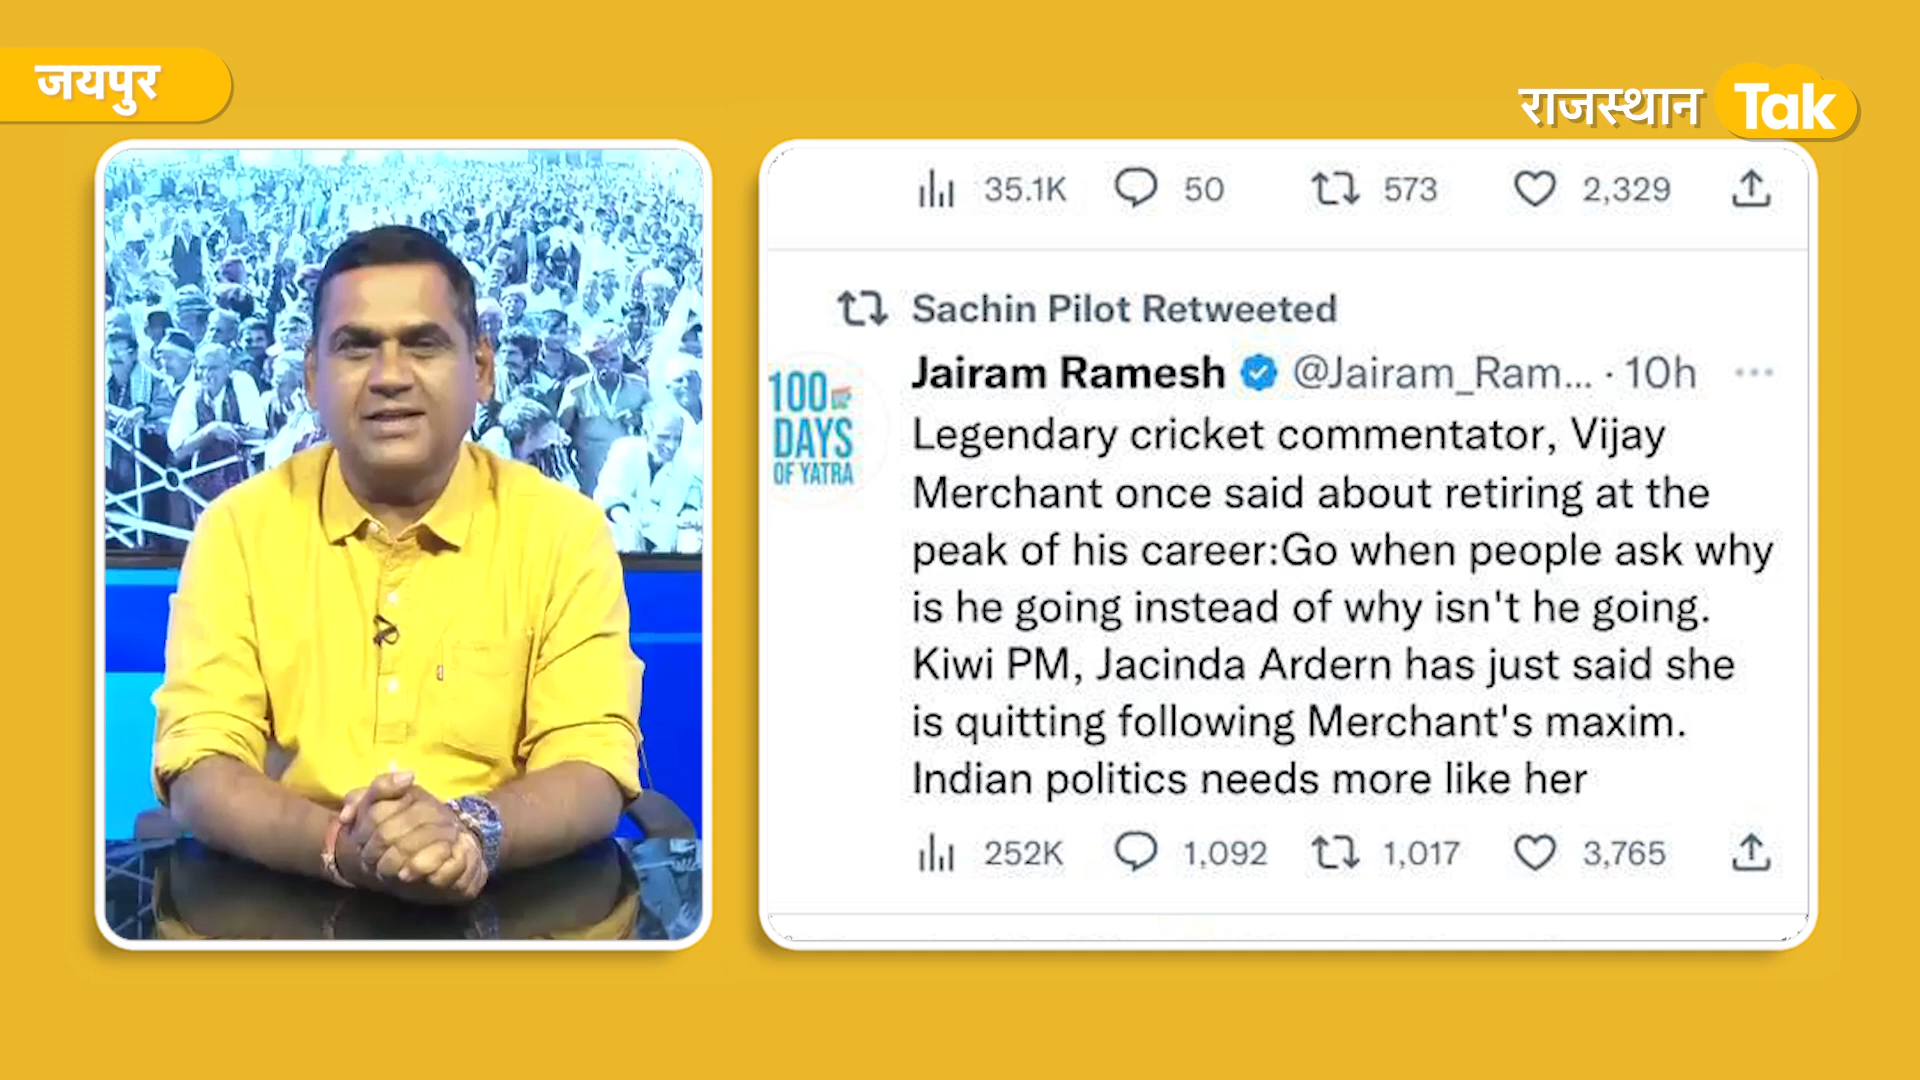 जयपुर
राजस्थान Tak
35.1K 50 573 2,329
Sachin Pilot Retweeted
Jairam Ramesh @Jairam_Ram... · 10h
100
DAYS
OF YATRA
Legendary cricket commentator, Vijay
Merchant once said about retiring at the
peak of his career:Go when people ask why
is he going instead of why isn't he going.
Kiwi PM, Jacinda Ardern has just said she
is quitting following Merchant's maxim.
Indian politics needs more like her
252K 1,092 1,017 3,765